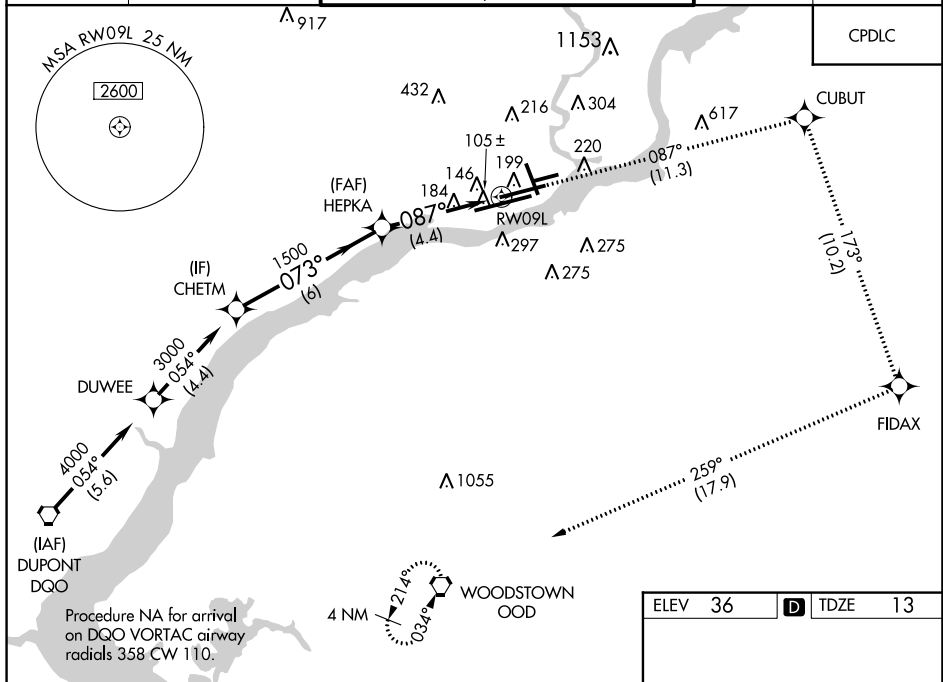 917
MSA RW09L 25 NM
2600
CPDLC
1153
432
216
304
617
CUBUT
105 ±
220
087°
(11.3)
(FAF)
HEPKA
184
146
199
RW09L
087°
(4.4)
297
275
275
173°
(10.2)
1500
073°
(6)
(IF)
CHETM
3000
054°
(4.4)
DUWEE
4000
054°
(5.6)
FIDAX
259°
(17.9)
1055
(IAF)
DUPONT
DQO
214°
034°
4 NM
WOODSTOWN
OOD
Procedure NA for arrival
on DQO VORTAC airway
radials 358 CW 110.
ELEV 36 D TDZE 13